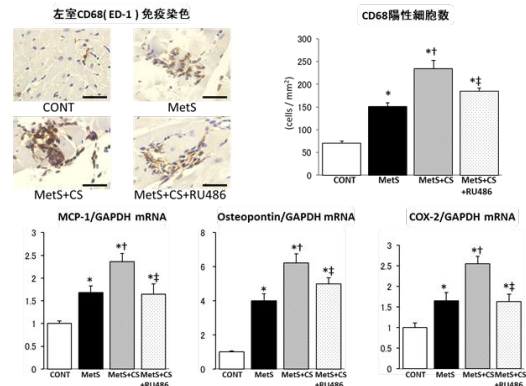 左室CD68( ED-1 ) 免疫染色
CONT
MetS
MetS+CS
MetS+CS+RU486
CD68陽性細胞数
(cells / mm²)
300
250
200
150
100
50
0
*
*†
*‡
CONT
MetS
MetS+CS
MetS+CS
+RU486
MCP-1/GAPDH mRNA
3
2.5
2
1.5
1
0.5
0
*
*†
*‡
CONT
MetS
MetS+CS
MetS+CS
+RU486
Osteopontin/GAPDH mRNA
8
6
4
2
0
*
*†
*‡
CONT
MetS
MetS+CS
MetS+CS
+RU486
COX-2/GAPDH mRNA
3
2.5
2
1.5
1
0.5
0
*
*†
*‡
CONT
MetS
MetS+CS
MetS+CS
+RU486